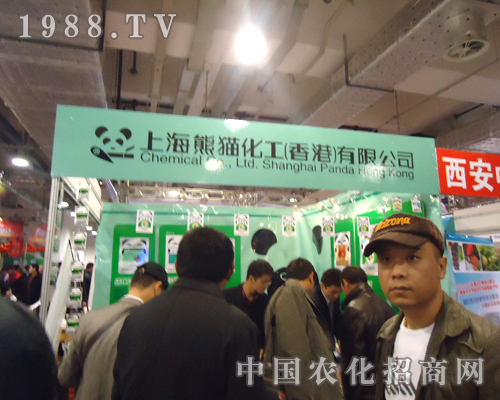 1988.TV
上海熊猫化工(香港)有限公司
Chemical Co., Ltd. Shanghai Panda Hong Kong
西安
中国农化招商网